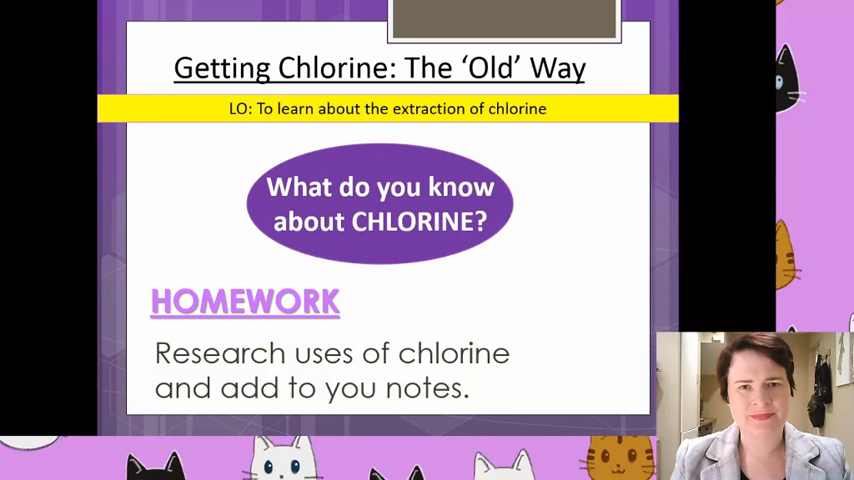 Getting Chlorine: The ‘Old’ Way
LO: To learn about the extraction of chlorine
What do you know
about CHLORINE?
HOMEWORK
Research uses of chlorine
and add to you notes.